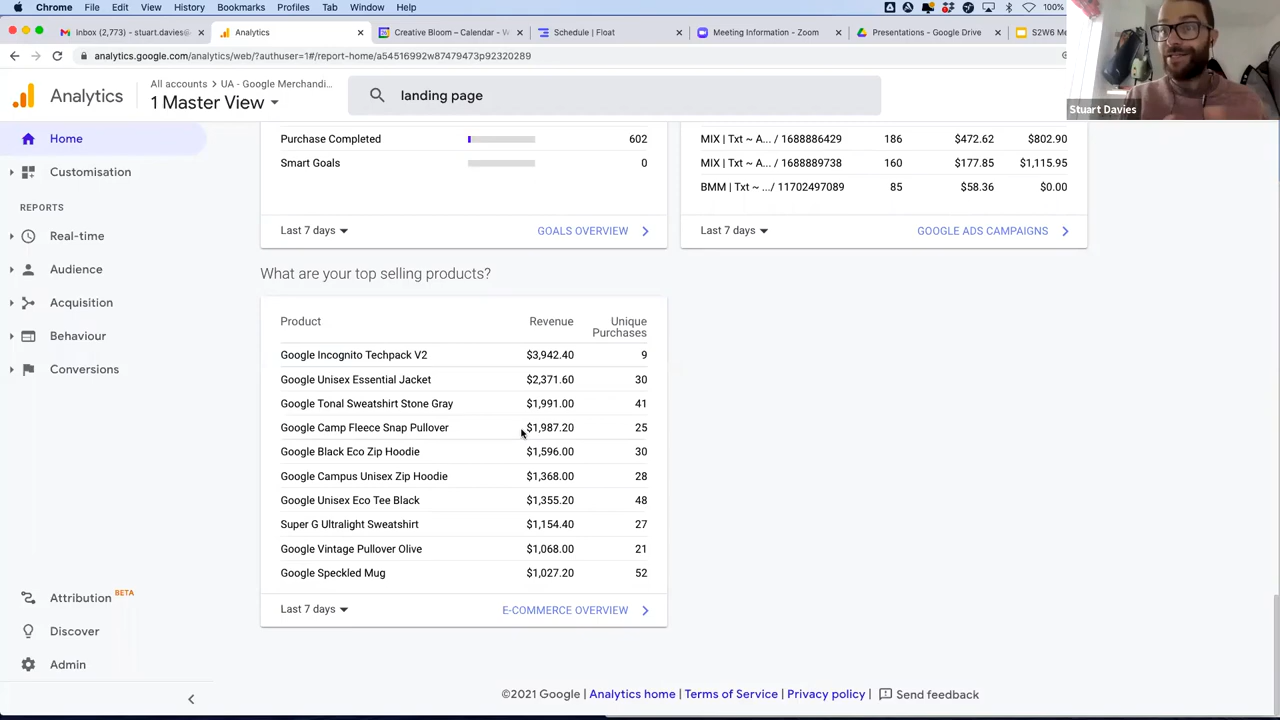 Chrome File Edit View History Bookmarks Profiles Tab Window Help 100%
Inbox (2,773) - stuart.davies@
Analytics
Creative Bloom – Calendar - W
Schedule | Float
Meeting Information - Zoom
Presentations - Google Drive
S2W6 M
analytics.google.com/analytics/web/?authuser=1#/report-home/a54516992w87479473p92320289
Stuart Davies
Analytics
All accounts > UA - Google Merchandi...
1 Master View
landing page
Home
Customisation
REPORTS
Real-time
Audience
Acquisition
Behaviour
Conversions
Attribution BETA
Discover
Admin
Purchase Completed 602
Smart Goals 0
Last 7 days GOALS OVERVIEW
MIX | Txt ~ A... / 1688886429 186 $472.62 $802.90
MIX | Txt ~ A... / 1688889738 160 $177.85 $1,115.95
BMM | Txt ~ .../ 11702497089 85 $58.36 $0.00
Last 7 days GOOGLE ADS CAMPAIGNS
What are your top selling products?
Product Revenue Unique
Purchases
Google Incognito Techpack V2 $3,942.40 9
Google Unisex Essential Jacket $2,371.60 30
Google Tonal Sweatshirt Stone Gray $1,991.00 41
Google Camp Fleece Snap Pullover $1,987.20 25
Google Black Eco Zip Hoodie $1,596.00 30
Google Campus Unisex Zip Hoodie $1,368.00 28
Google Unisex Eco Tee Black $1,355.20 48
Super G Ultralight Sweatshirt $1,154.40 27
Google Vintage Pullover Olive $1,068.00 21
Google Speckled Mug $1,027.20 52
Last 7 days E-COMMERCE OVERVIEW
©2021 Google | Analytics home | Terms of Service | Privacy policy | Send feedback